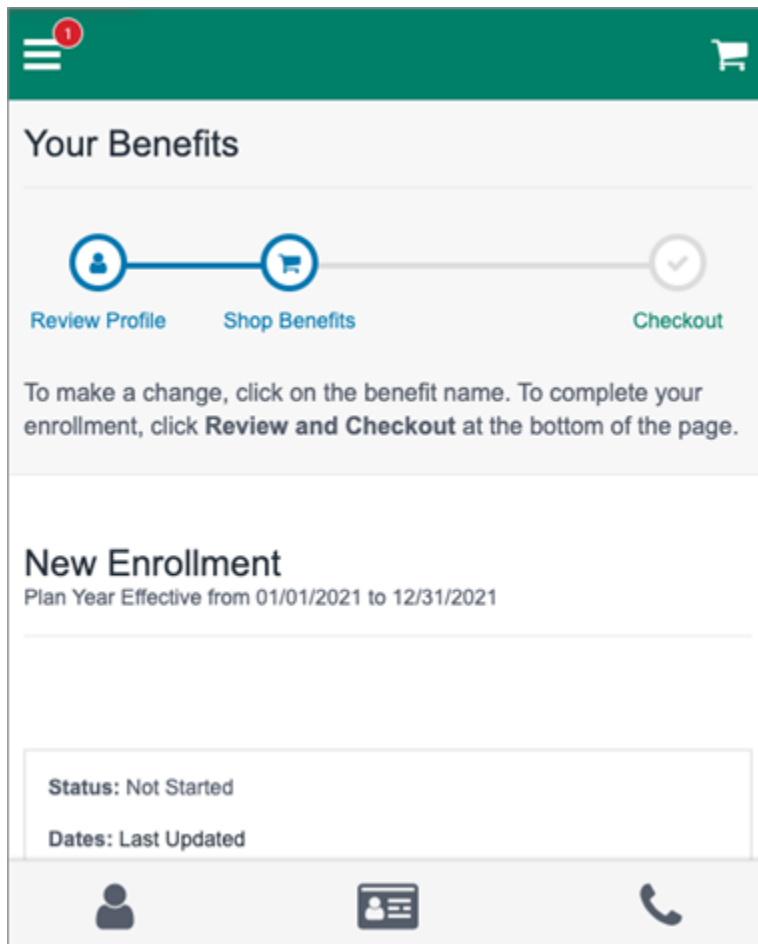 1
Your Benefits
Review Profile Shop Benefits Checkout
To make a change, click on the benefit name. To complete your
enrollment, click Review and Checkout at the bottom of the page.
New Enrollment
Plan Year Effective from 01/01/2021 to 12/31/2021
Status: Not Started
Dates: Last Updated